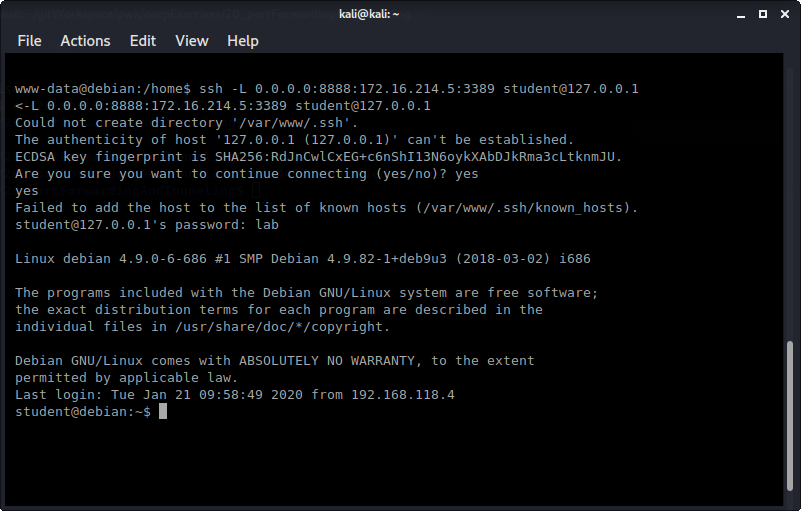 kali@kali: ~
File Actions Edit View Help
www-data@debian:/home$ ssh -L 0.0.0.0:8888:172.16.214.5:3389 student@127.0.0.1
<-L 0.0.0.0:8888:172.16.214.5:3389 student@127.0.0.1
Could not create directory '/var/www/.ssh'.
The authenticity of host '127.0.0.1 (127.0.0.1)' can't be established.
ECDSA key fingerprint is SHA256:RdJnCwlCxEG+c6nShI13N6oykXAbDJkRma3cLtknmJU.
Are you sure you want to continue connecting (yes/no)? yes
yes
Failed to add the host to the list of known hosts (/var/www/.ssh/known_hosts).
student@127.0.0.1's password: lab
Linux debian 4.9.0-6-686 #1 SMP Debian 4.9.82-1+deb9u3 (2018-03-02) i686
The programs included with the Debian GNU/Linux system are free software;
the exact distribution terms for each program are described in the
individual files in /usr/share/doc/*/copyright.
Debian GNU/Linux comes with ABSOLUTELY NO WARRANTY, to the extent
permitted by applicable law.
Last login: Tue Jan 21 09:58:49 2020 from 192.168.118.4
student@debian:~$